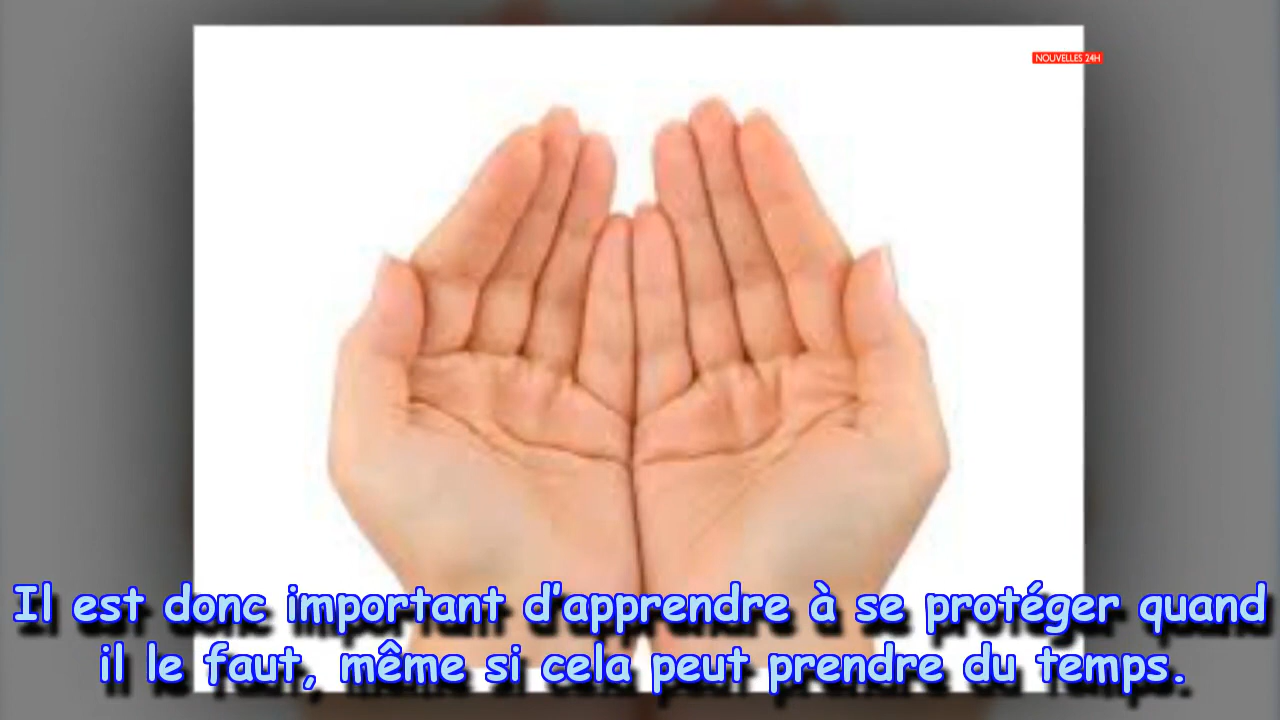 NOUVELLES 24H
Il est donc important d'apprendre à se protéger quand
il le faut, même si cela peut prendre du temps.